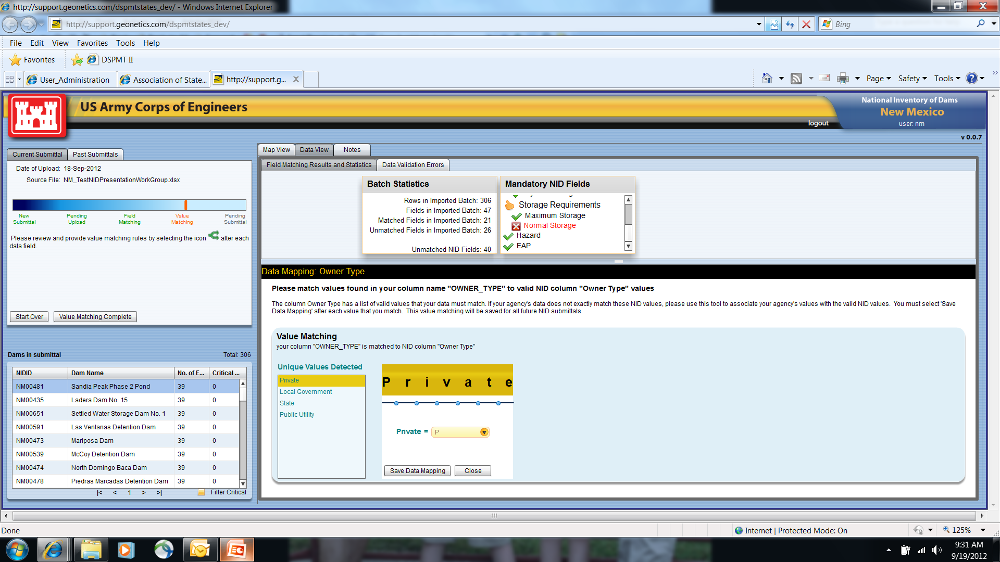 http://support.geonetics.com/dspmtstates_dev/ - Windows Internet Explorer
http://support.geonetics.com/dspmtstates_dev/
Bing
File Edit View Favorites Tools Help
Favorites DSPMT II
User_Administration Association of State... http://support.g...
Page Safety Tools
US Army Corps of Engineers
National Inventory of Dams
New Mexico
logout
user: nm
v 0.0.7
Current Submittal Past Submittals
Date of Upload: 18-Sep-2012
Source File: NM_TestNIDPresentationWorkGroup.xlsx
New Submittal
Pending Upload
Field Matching
Value Matching
Pending Submittal
Please review and provide value matching rules by selecting the icon after each
data field.
Start Over Value Matching Complete
Dams in submittal Total: 306
NIDID Dam Name No. of E... Critical ...
NM00481 Sandia Peak Phase 2 Pond 39 0
NM00435 Ladera Dam No. 15 39 0
NM00651 Settled Water Storage Dam No. 1 39 0
NM00591 Las Ventanas Detention Dam 39 0
NM00473 Mariposa Dam 39 0
NM00539 McCoy Detention Dam 39 0
NM00474 North Domingo Baca Dam 39 0
NM00478 Piedras Marcadas Detention Dam 39 0
|< < 1 > >| Filter Critical
Map View Data View Notes
Field Matching Results and Statistics Data Validation Errors
Batch Statistics
Rows in Imported Batch: 306
Fields in Imported Batch: 47
Matched Fields in Imported Batch: 21
Unmatched Fields in Imported Batch: 26
Unmatched NID Fields: 40
Mandatory NID Fields
Storage Requirements
Maximum Storage
Normal Storage
Hazard
EAP
Data Mapping: Owner Type
Please match values found in your column name "OWNER_TYPE" to valid NID column "Owner Type" values
The column Owner Type has a list of valid values that your data must match. If your agency's data does not exactly match these NID values, please use this tool to associate your agency's values with the valid NID values. You must select 'Save
Data Mapping' after each value that you match. This value matching will be saved for all future NID submittals.
Value Matching
your column "OWNER_TYPE" is matched to NID column "Owner Type"
Unique Values Detected
Private
Local Government
State
Public Utility
P r i v a t e
Private = P
Save Data Mapping Close
Done
Internet | Protected Mode: On
125%
9:31 AM
9/19/2012